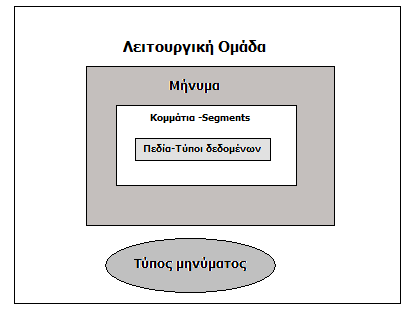 Λειτουργική Ομάδα
Μήνυμα
Κομμάτια -Segments
Πεδία-Τύποι δεδομένων
Τύπος μηνύματος